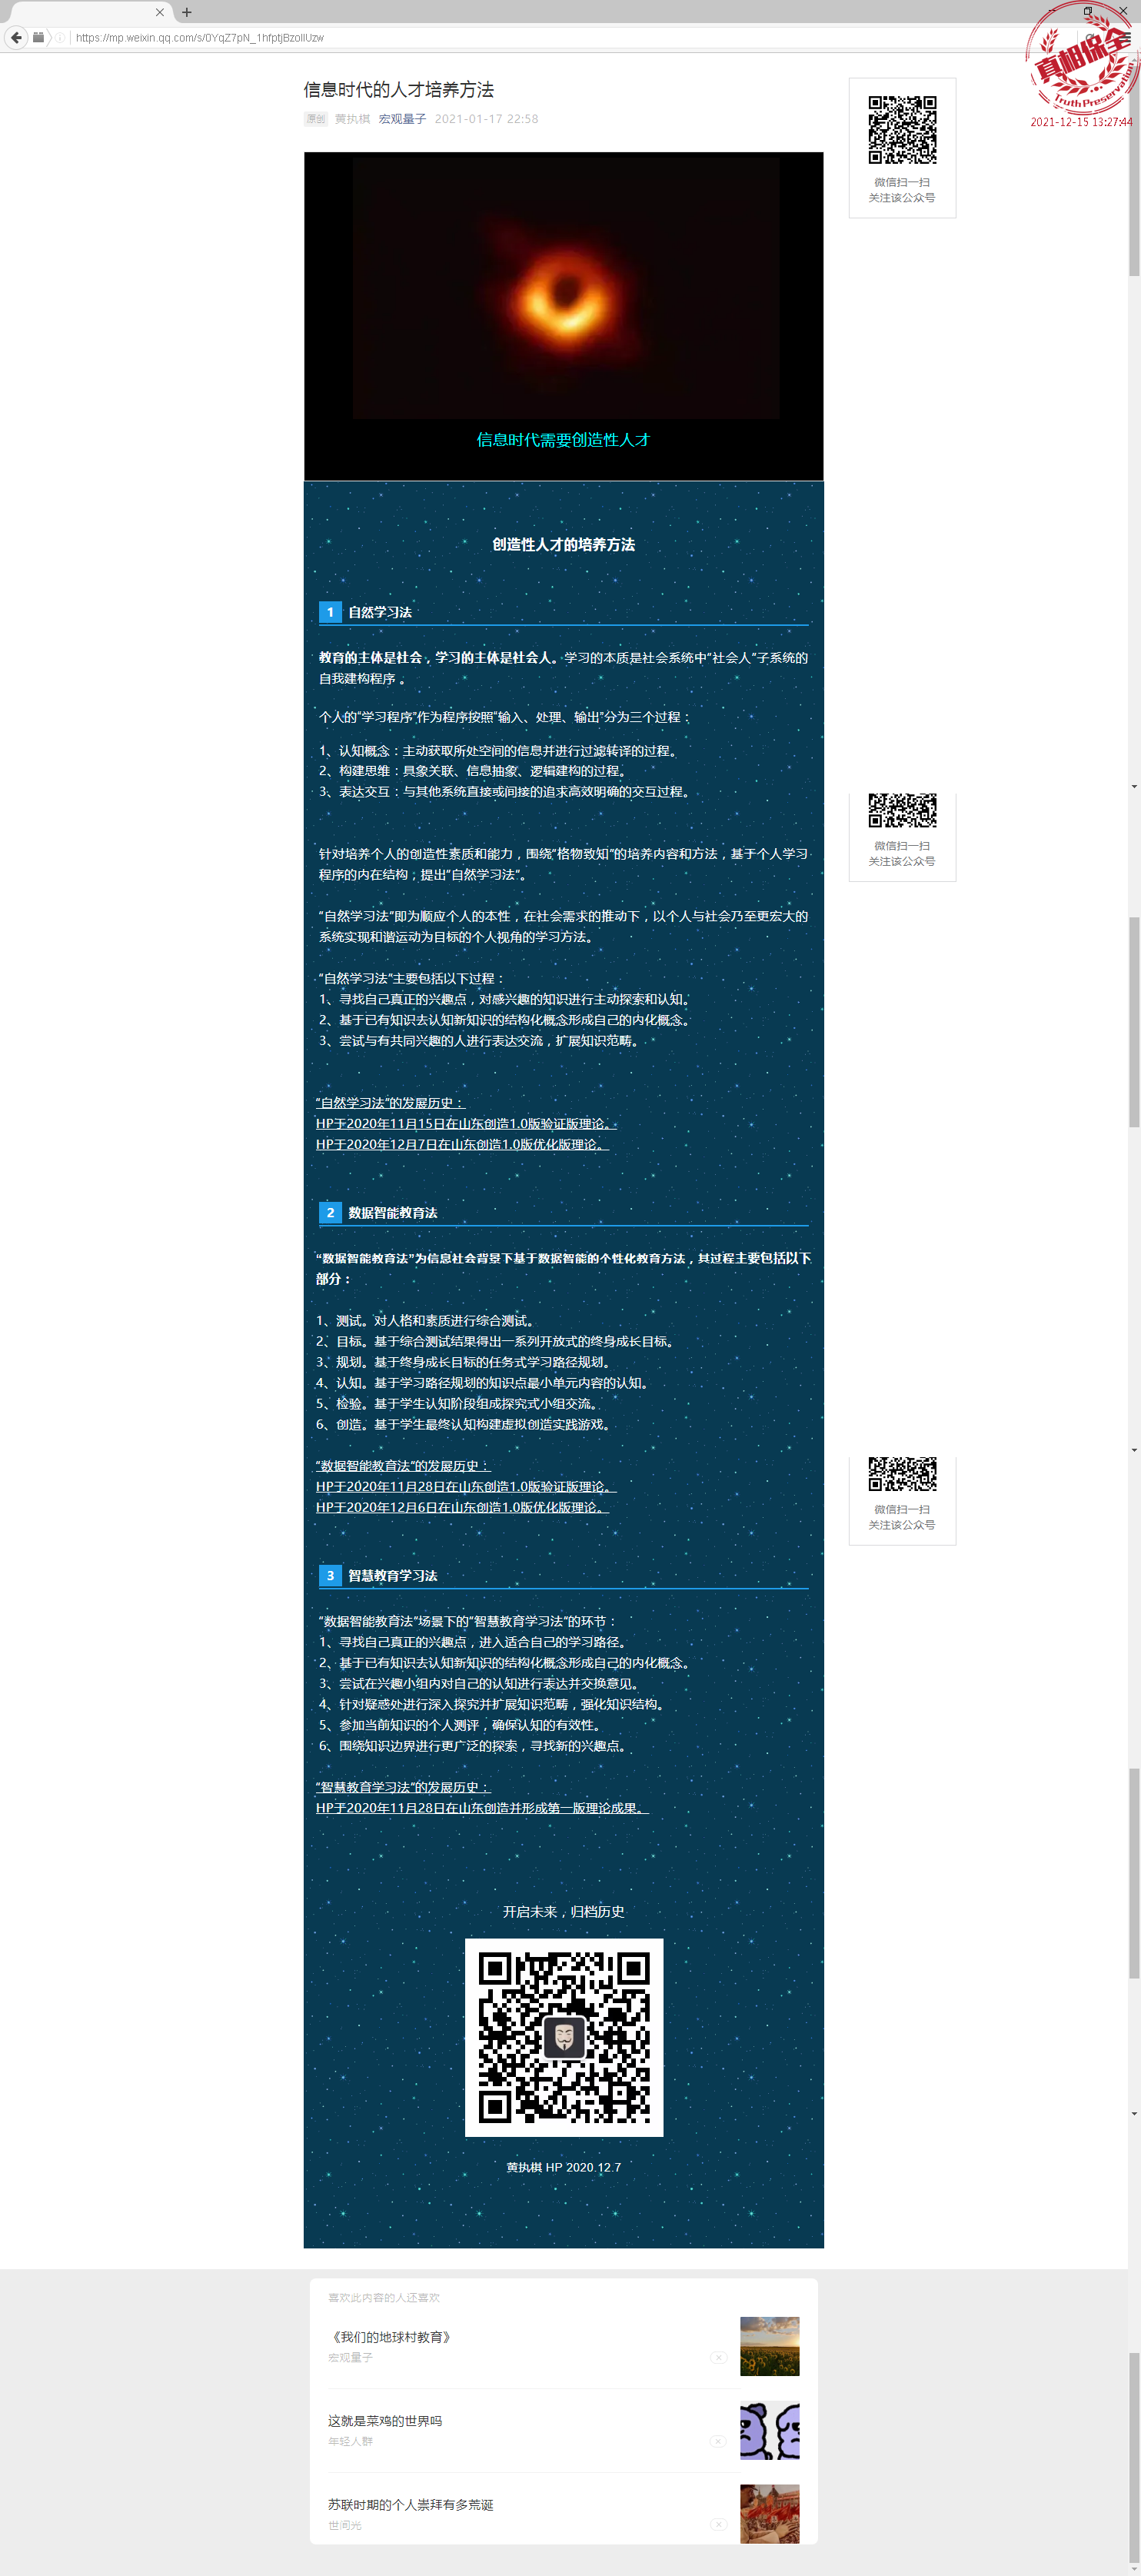 https://mp.weixin.qq.com/s/0YqZ7pN_1hfptjBzolIUzw
真相保全
Truth Preservation
2021-12-15 13:27:44
信息时代的人才培养方法
原创 黄执棋 宏观量子 2021-01-17 22:58
微信扫一扫
关注该公众号
信息时代需要创造性人才
创造性人才的培养方法
1 自然学习法
教育的主体是社会，学习的主体是社会人。学习的本质是社会系统中“社会人”子系统的
自我建构程序 。
个人的“学习程序”作为程序按照“输入、处理、输出”分为三个过程：
1、认知概念：主动获取所处空间的信息并进行过滤转译的过程。
2、构建思维：具象关联、信息抽象、逻辑建构的过程。
3、表达交互：与其他系统直接或间接的追求高效明确的交互过程。
微信扫一扫
关注该公众号
针对培养个人的创造性素质和能力，围绕“格物致知”的培养内容和方法，基于个人学习
程序的内在结构，提出“自然学习法”。
“自然学习法”即为顺应个人的本性，在社会需求的推动下，以个人与社会乃至更宏大的
系统实现和谐运动为目标的个人视角的学习方法。
“自然学习法”主要包括以下过程：
1、寻找自己真正的兴趣点，对感兴趣的知识进行主动探索和认知。
2、基于已有知识去认知新知识的结构化概念形成自己的内化概念。
3、尝试与有共同兴趣的人进行表达交流，扩展知识范畴。
“自然学习法”的发展历史：
HP于2020年11月15日在山东创造1.0版验证版理论。
HP于2020年12月7日在山东创造1.0版优化版理论。
2 数据智能教育法
“数据智能教育法”为信息社会背景下基于数据智能的个性化教育方法，其过程主要包括以下
部分：
1、测试。对人格和素质进行综合测试。
2、目标。基于综合测试结果得出一系列开放式的终身成长目标。
3、规划。基于终身成长目标的任务式学习路径规划。
4、认知。基于学习路径规划的知识点最小单元内容的认知。
5、检验。基于学生认知阶段组成探究式小组交流。
6、创造。基于学生最终认知构建虚拟创造实践游戏。
“数据智能教育法”的发展历史：
HP于2020年11月28日在山东创造1.0版验证版理论。
HP于2020年12月6日在山东创造1.0版优化版理论。
微信扫一扫
关注该公众号
3 智慧教育学习法
“数据智能教育法”场景下的“智慧教育学习法”的环节：
1、寻找自己真正的兴趣点，进入适合自己的学习路径。
2、基于已有知识去认知新知识的结构化概念形成自己的内化概念。
3、尝试在兴趣小组内对自己的认知进行表达并交换意见。
4、针对疑惑处进行深入探究并扩展知识范畴，强化知识结构。
5、参加当前知识的个人测评，确保认知的有效性。
6、围绕知识边界进行更广泛的探索，寻找新的兴趣点。
“智慧教育学习法”的发展历史：
HP于2020年11月28日在山东创造并形成第一版理论成果。
开启未来，归档历史
黄执棋 HP 2020.12.7
喜欢此内容的人还喜欢
《我们的地球村教育》
宏观量子
这就是菜鸡的世界吗
年轻人群
苏联时期的个人崇拜有多荒诞
世间光